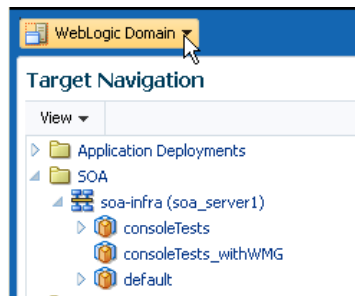 WebLogic Domain
Target Navigation
View
Application Deployments
SOA
soa-infra (soa_server1)
consoleTests
consoleTests_withWMG
default